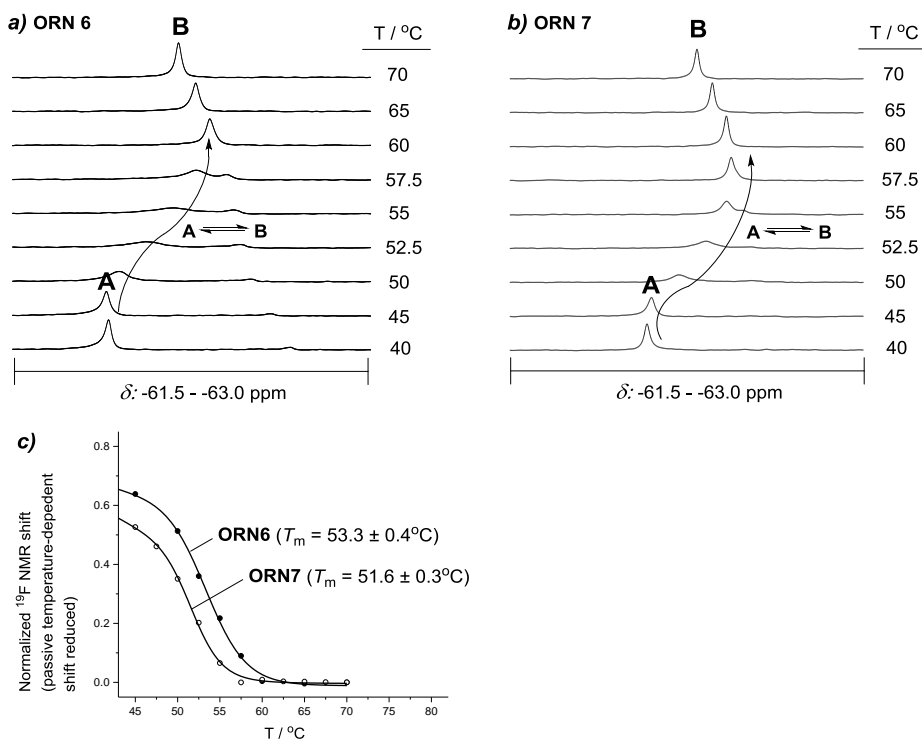 a) ORN 6
B
T / °C
70
65
60
57.5
55
A B
52.5
50
A
45
40
δ: -61.5 - -63.0 ppm
b) ORN 7
B
T / °C
70
65
60
57.5
55
A B
52.5
50
A
45
40
δ: -61.5 - -63.0 ppm
c)
Normalized ¹⁹F NMR shift
(passive temperature-depedent
shift reduced)
0.8
0.6
0.4
0.2
0.0
ORN6 (Tm = 53.3 ± 0.4°C)
ORN7 (Tm = 51.6 ± 0.3°C)
45 50 55 60 65 70 75 80
T / °C